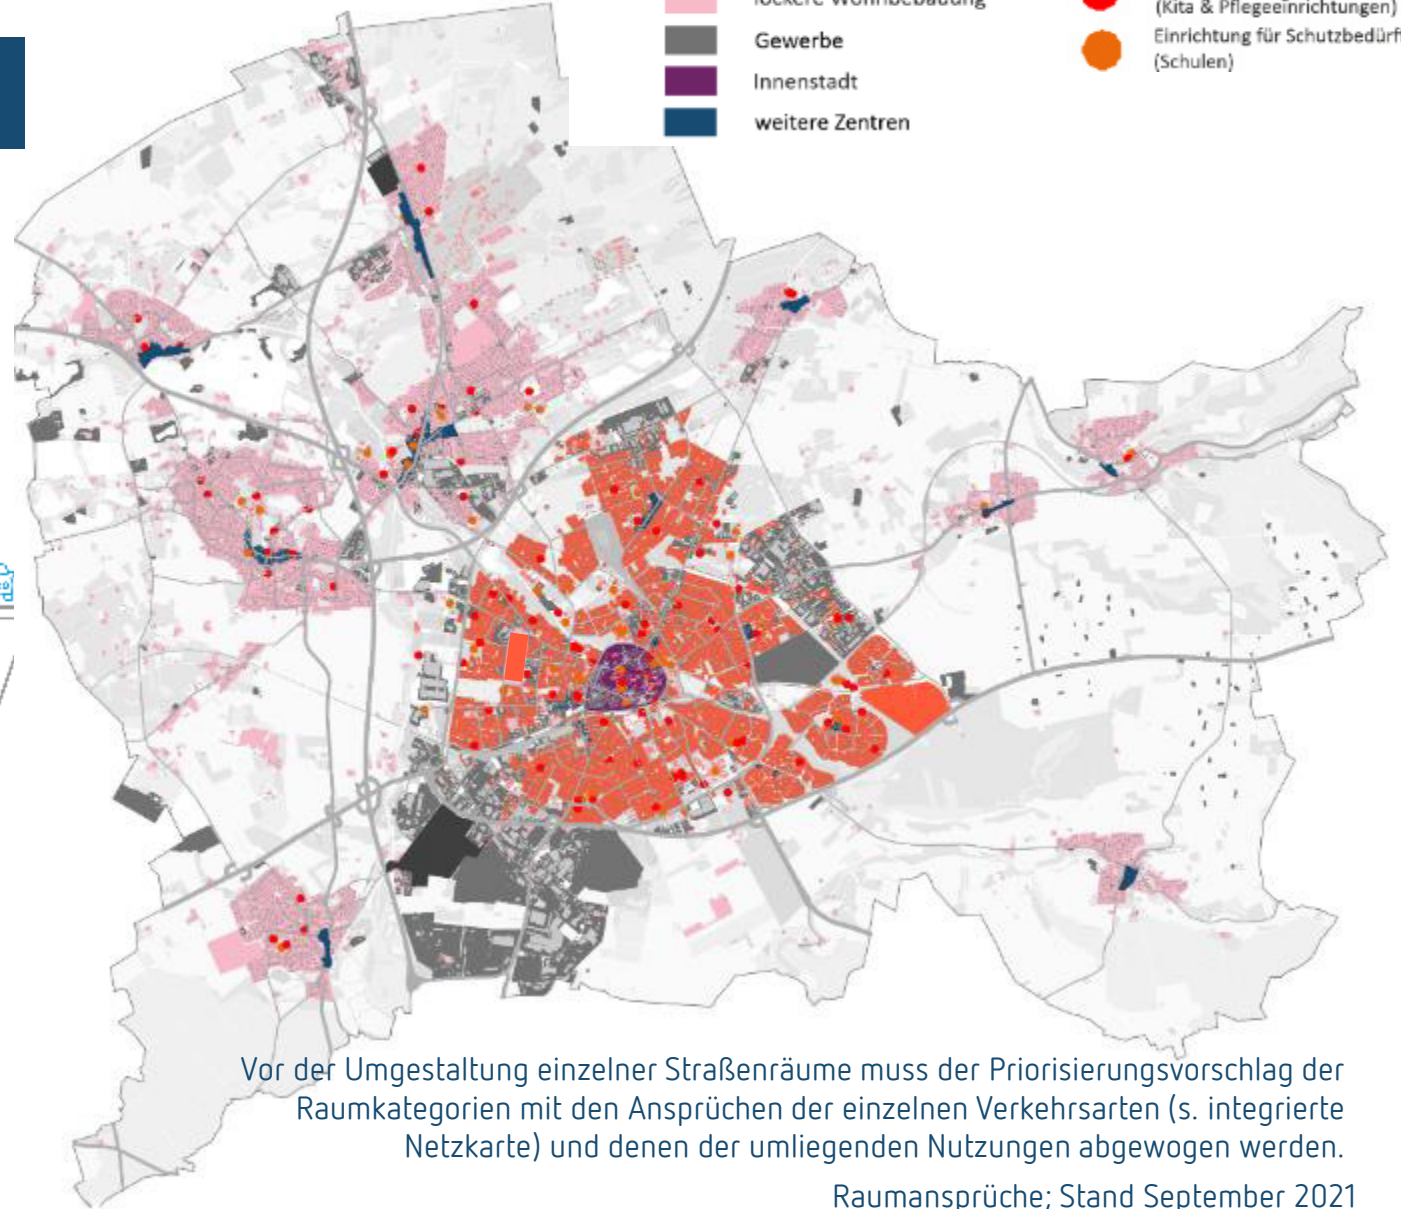 lockere Wohnbebauung
Gewerbe
Innenstadt
weitere Zentren
(Kita & Pflegeeinrichtungen)
Einrichtung für Schutzbedürf
(Schulen)
Vor der Umgestaltung einzelner Straßenräume muss der Priorisierungsvorschlag der
Raumkategorien mit den Ansprüchen der einzelnen Verkehrsarten (s. integrierte
Netzkarte) und denen der umliegenden Nutzungen abgewogen werden.
Raumansprüche; Stand September 2021